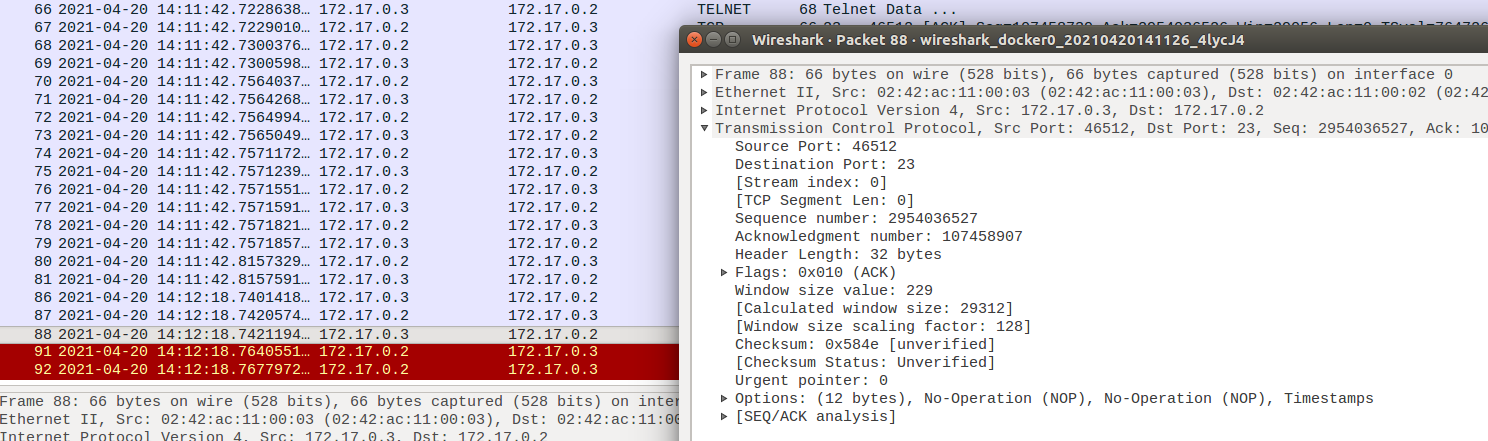 66 2021-04-20 14:11:42.7228638… 172.17.0.3 172.17.0.2 TELNET 68 Telnet Data ...
67 2021-04-20 14:11:42.7229010… 172.17.0.2 172.17.0.3
68 2021-04-20 14:11:42.7300376… 172.17.0.3 172.17.0.2
69 2021-04-20 14:11:42.7300598… 172.17.0.2 172.17.0.3
70 2021-04-20 14:11:42.7564037… 172.17.0.2 172.17.0.3
71 2021-04-20 14:11:42.7564268… 172.17.0.3 172.17.0.2
72 2021-04-20 14:11:42.7564994… 172.17.0.2 172.17.0.3
73 2021-04-20 14:11:42.7565049… 172.17.0.3 172.17.0.2
74 2021-04-20 14:11:42.7571172… 172.17.0.2 172.17.0.3
75 2021-04-20 14:11:42.7571239… 172.17.0.3 172.17.0.2
76 2021-04-20 14:11:42.7571551… 172.17.0.2 172.17.0.3
77 2021-04-20 14:11:42.7571591… 172.17.0.3 172.17.0.2
78 2021-04-20 14:11:42.7571821… 172.17.0.2 172.17.0.3
79 2021-04-20 14:11:42.7571857… 172.17.0.3 172.17.0.2
80 2021-04-20 14:11:42.8157329… 172.17.0.2 172.17.0.3
81 2021-04-20 14:11:42.8157591… 172.17.0.3 172.17.0.2
86 2021-04-20 14:12:18.7401418… 172.17.0.3 172.17.0.2
87 2021-04-20 14:12:18.7420574… 172.17.0.2 172.17.0.3
88 2021-04-20 14:12:18.7421194… 172.17.0.3 172.17.0.2
91 2021-04-20 14:12:18.7640551… 172.17.0.2 172.17.0.3
92 2021-04-20 14:12:18.7677972… 172.17.0.2 172.17.0.3
Frame 88: 66 bytes on wire (528 bits), 66 bytes captured (528 bits) on inter
Ethernet II, Src: 02:42:ac:11:00:03 (02:42:ac:11:00:03), Dst: 02:42:ac:11:00
Internet Protocol Version 4, Src: 172.17.0.3, Dst: 172.17.0.2
Wireshark · Packet 88 · wireshark_docker0_20210420141126_4lycJ4
Frame 88: 66 bytes on wire (528 bits), 66 bytes captured (528 bits) on interface 0
Ethernet II, Src: 02:42:ac:11:00:03 (02:42:ac:11:00:03), Dst: 02:42:ac:11:00:02 (02:42
Internet Protocol Version 4, Src: 172.17.0.3, Dst: 172.17.0.2
Transmission Control Protocol, Src Port: 46512, Dst Port: 23, Seq: 2954036527, Ack: 10
Source Port: 46512
Destination Port: 23
[Stream index: 0]
[TCP Segment Len: 0]
Sequence number: 2954036527
Acknowledgment number: 107458907
Header Length: 32 bytes
Flags: 0x010 (ACK)
Window size value: 229
[Calculated window size: 29312]
[Window size scaling factor: 128]
Checksum: 0x584e [unverified]
[Checksum Status: Unverified]
Urgent pointer: 0
Options: (12 bytes), No-Operation (NOP), No-Operation (NOP), Timestamps
[SEQ/ACK analysis]